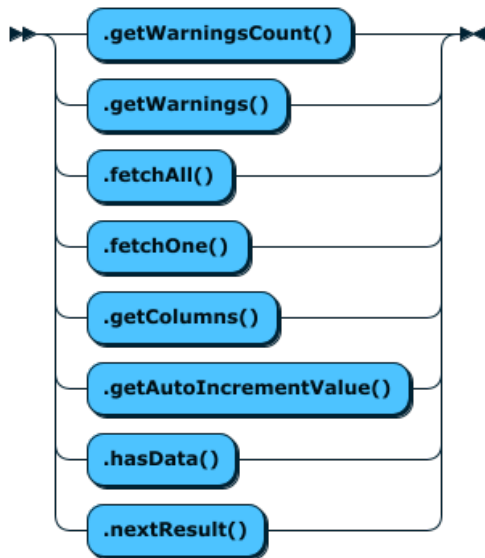 .getWarningsCount()
.getWarnings()
.fetchAll()
.fetchOne()
.getColumns()
.getAutoIncrementValue()
.hasData()
.nextResult()